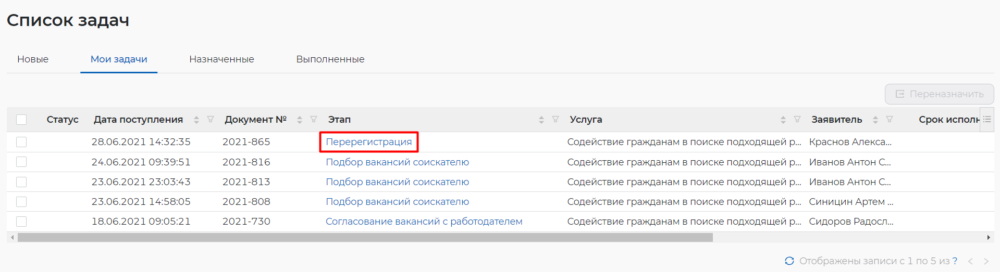 Список задач
Новые Мои задачи Назначенные Выполненные
Переназначить
Статус Дата поступления Документ № Этап Услуга Заявитель Срок исполн
28.06.2021 14:32:35 2021-865 Перерегистрация Содействие гражданам в поиске подходящей р... Краснов Алекса...
24.06.2021 09:39:51 2021-816 Подбор вакансий соискателю Содействие гражданам в поиске подходящей р... Иванов Антон С...
23.06.2021 23:03:43 2021-813 Подбор вакансий соискателю Содействие гражданам в поиске подходящей р... Иванов Антон С...
23.06.2021 14:58:05 2021-808 Подбор вакансий соискателю Содействие гражданам в поиске подходящей р... Синицин Артем ...
18.06.2021 09:05:21 2021-730 Согласование вакансий с работодателем Содействие гражданам в поиске подходящей р... Сидоров Радосл...
Отображены записи с 1 по 5 из ?